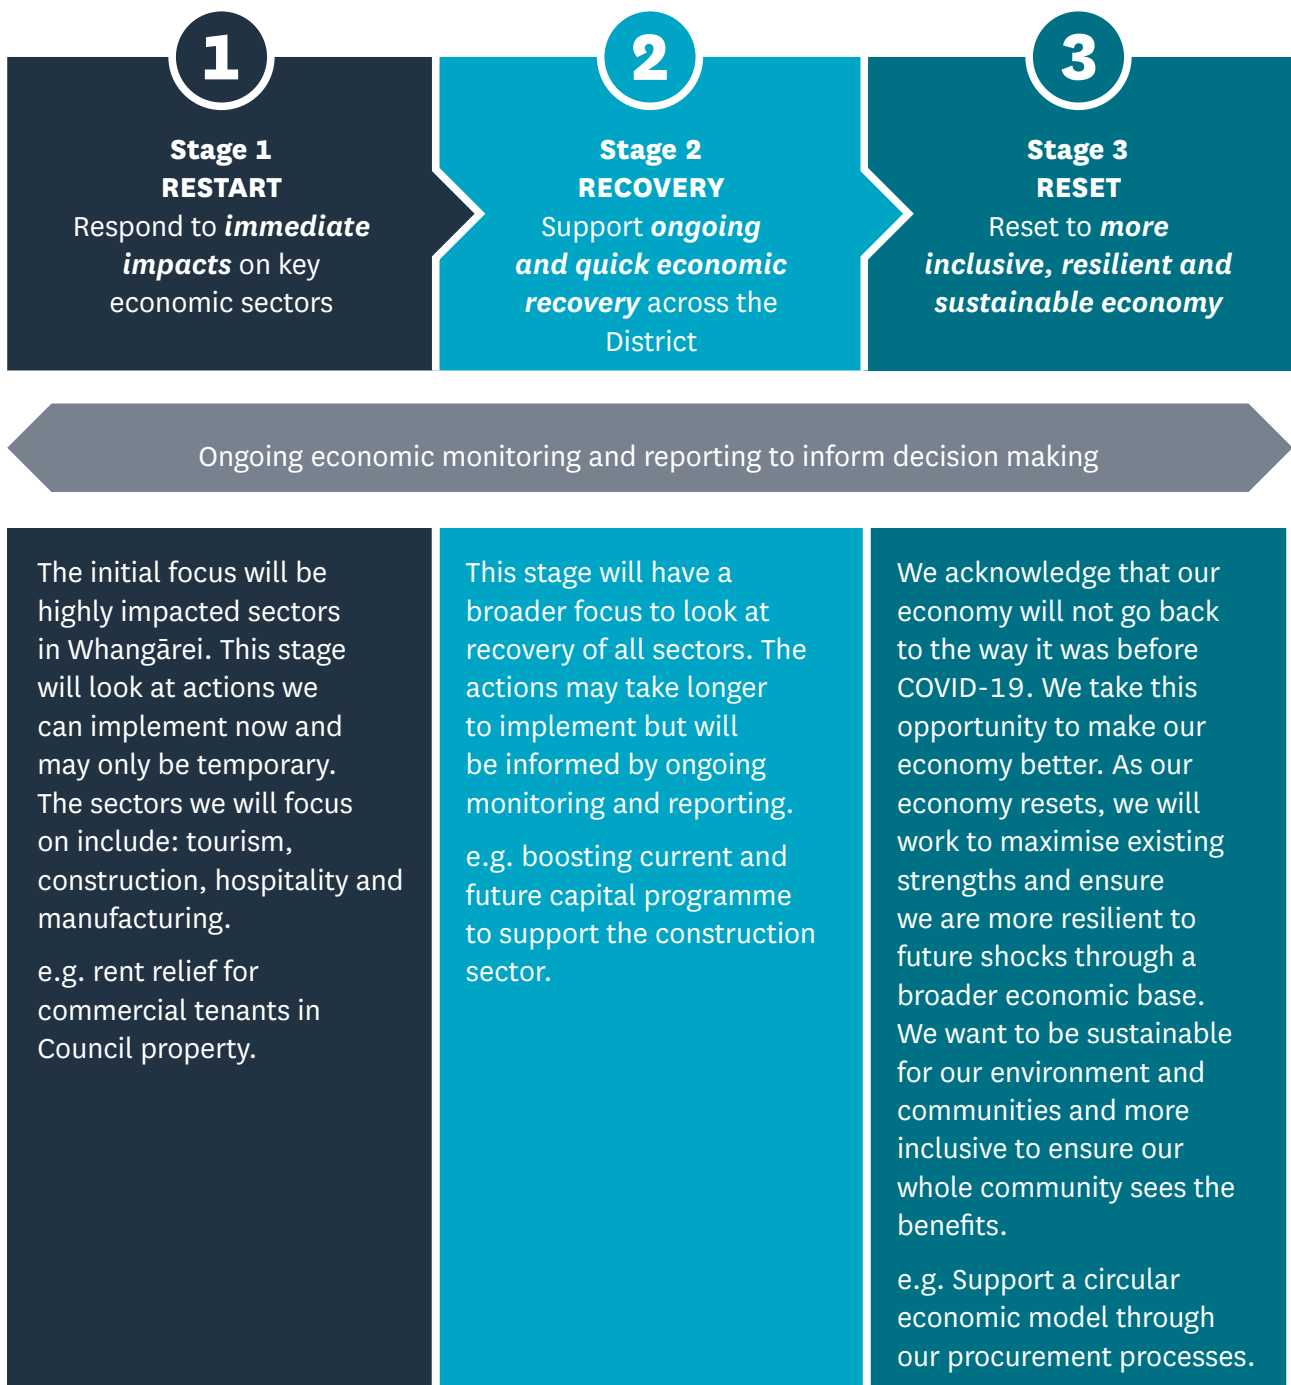 1
Stage 1
RESTART
Respond to immediate
impacts on key
economic sectors
2
Stage 2
RECOVERY
Support ongoing
and quick economic
recovery across the
District
3
Stage 3
RESET
Reset to more
inclusive, resilient and
sustainable economy
Ongoing economic monitoring and reporting to inform decision making
The initial focus will be
highly impacted sectors
in Whangārei. This stage
will look at actions we
can implement now and
may only be temporary.
The sectors we will focus
on include: tourism,
construction, hospitality and
manufacturing.
e.g. rent relief for
commercial tenants in
Council property.
This stage will have a
broader focus to look at
recovery of all sectors. The
actions may take longer
to implement but will
be informed by ongoing
monitoring and reporting.
e.g. boosting current and
future capital programme
to support the construction
sector.
We acknowledge that our
economy will not go back
to the way it was before
COVID-19. We take this
opportunity to make our
economy better. As our
economy resets, we will
work to maximise existing
strengths and ensure
we are more resilient to
future shocks through a
broader economic base.
We want to be sustainable
for our environment and
communities and more
inclusive to ensure our
whole community sees the
benefits.
e.g. Support a circular
economic model through
our procurement processes.